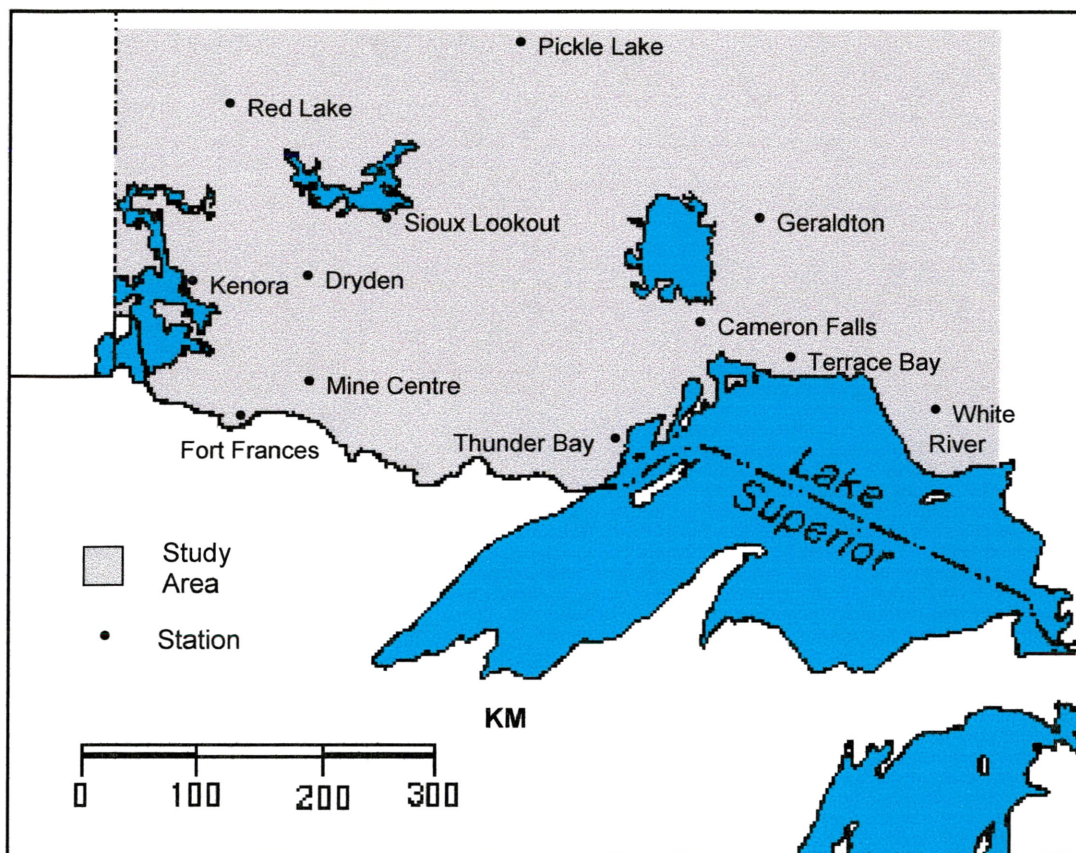 Pickle Lake
Red Lake
Sioux Lookout
Geraldton
Kenora
Dryden
Cameron Falls
Terrace Bay
Mine Centre
White
River
Fort Frances
Thunder Bay
Lake
Superior
Study
Area
Station
KM
0 100 200 300